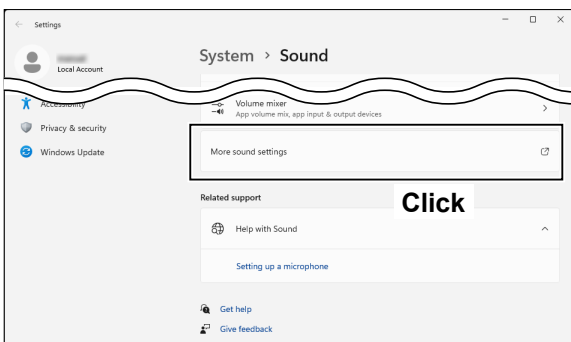 Settings
Local Account
System > Sound
Accessibility
Volume mixer
App volume mix, app input & output devices
Privacy & security
Windows Update
More sound settings
Related support
Click
Help with Sound
Setting up a microphone
Get help
Give feedback